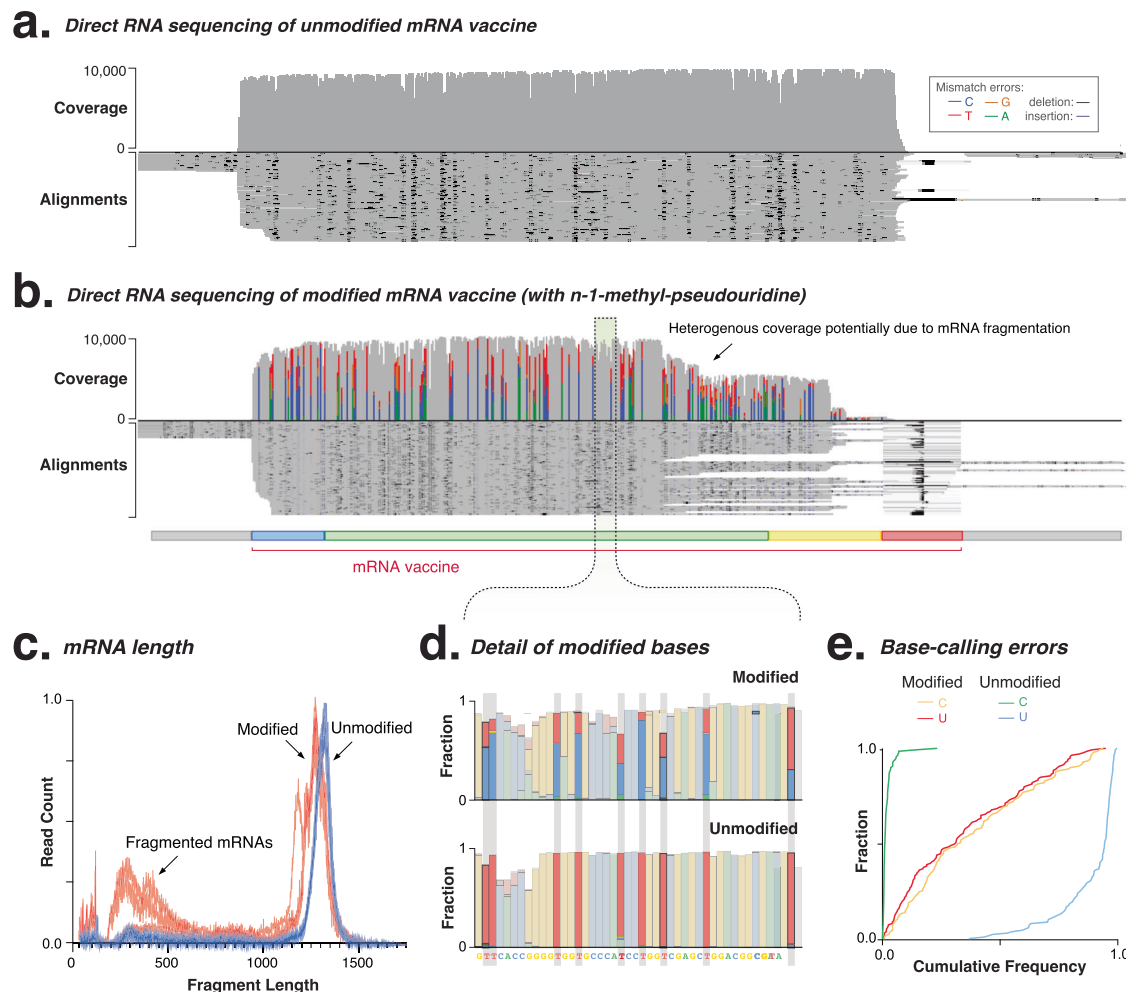 a. Direct RNA sequencing of unmodified mRNA vaccine
10,000
Coverage
0
Alignments
Mismatch errors:
C G deletion:
T A insertion:
b. Direct RNA sequencing of modified mRNA vaccine (with n-1-methyl-pseudouridine)
Heterogenous coverage potentially due to mRNA fragmentation
10,000
Coverage
0
Alignments
mRNA vaccine
c. mRNA length
1.0
Modified
Unmodified
Fragmented mRNAs
Read Count
0.0
0 500 1000 1500
Fragment Length
d. Detail of modified bases
Modified
1
Fraction
0
Unmodified
1
Fraction
0
GTTCACCGGGGTGGTGCCCATCCTGGTCGAGCTGGACGGCGATA
e. Base-calling errors
Modified Unmodified
C C
U U
1.0
Fraction
0.0
0.0 1.0
Cumulative Frequency